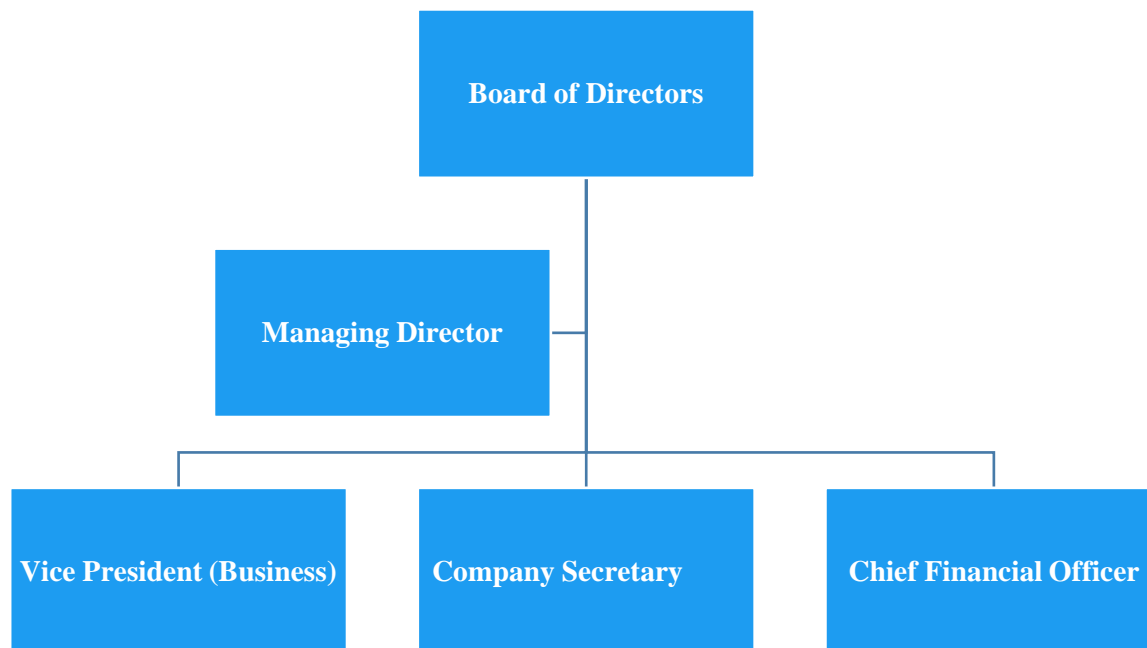 Board of Directors
Managing Director
Vice President (Business)
Company Secretary
Chief Financial Officer